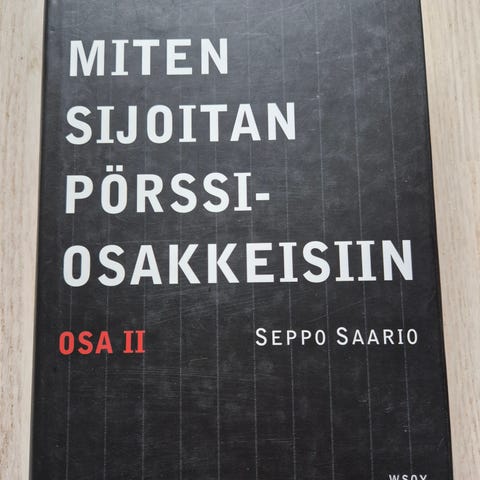 MITEN
SIJOITAN
PÖRSSI-
OSAKKEISIIN
OSA II SEPPO SAARIO
WSOY